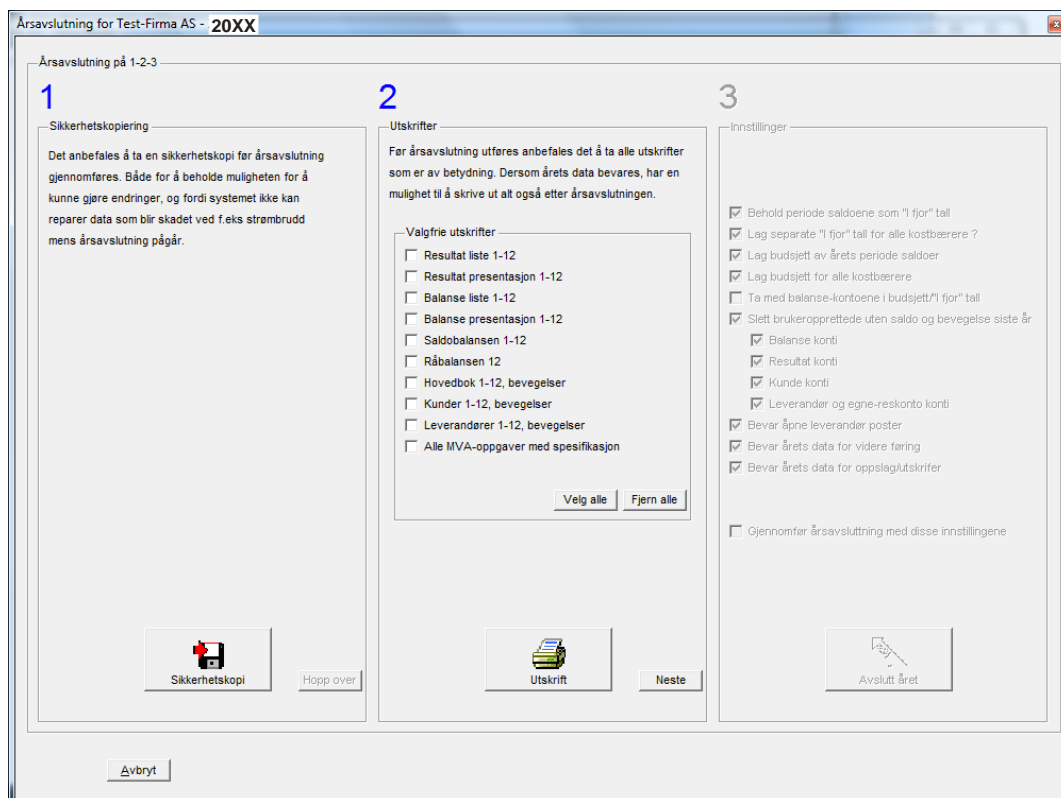 Årsavslutning for Test-Firma AS - 20XX
Årsavslutning på 1-2-3
1
Sikkerhetskopiering
Det anbefales å ta en sikkerhetskopi før årsavslutning
gjennomføres. Både for å beholde muligheten for å
kunne gjøre endringer, og fordi systemet ikke kan
reparer data som blir skadet ved f.eks strømbrudd
mens årsavslutning pågår.
Sikkerhetskopi
Hopp over
2
Utskrifter
Før årsavslutning utføres anbefales det å ta alle utskrifter
som er av betydning. Dersom årets data bevares, har en
mulighet til å skrive ut alt også etter årsavslutningen.
Valgfrie utskrifter
Resultat liste 1-12
Resultat presentasjon 1-12
Balanse liste 1-12
Balanse presentasjon 1-12
Saldobalansen 1-12
Råbalansen 12
Hovedbok 1-12, bevegelser
Kunder 1-12, bevegelser
Leverandører 1-12, bevegelser
Alle MVA-oppgaver med spesifikasjon
Velg alle
Fjern alle
Utskrift
Neste
3
Innstillinger
Behold periode saldoene som "I fjor" tall
Lag separate "I fjor" tall for alle kostbærere ?
Lag budsjett av årets periode saldoer
Lag budsjett for alle kostbærere
Ta med balanse-kontoene i budsjett/"I fjor" tall
Slett brukeropprettede uten saldo og bevegelse siste år
Balanse konti
Resultat konti
Kunde konti
Leverandør og egne-reskonto konti
Bevar åpne leverandør poster
Bevar årets data for videre føring
Bevar årets data for oppslag/utskrifer
Gjennomfør årsavsluttning med disse innstillingene
Avslutt året
Avbryt